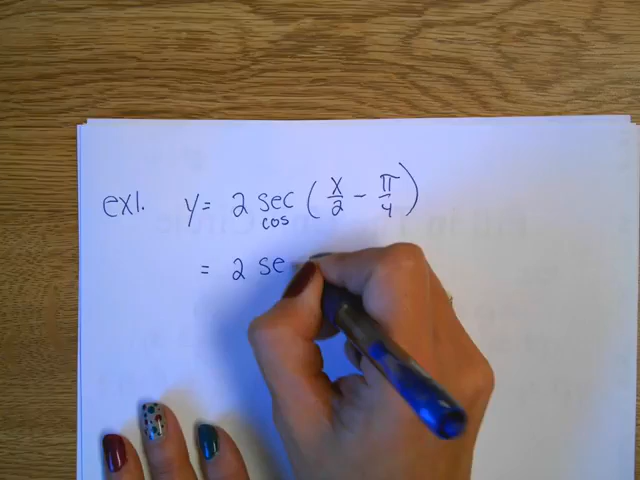 ex1. y = 2 sec ( x/2 - π/4 )
cos
= 2 se